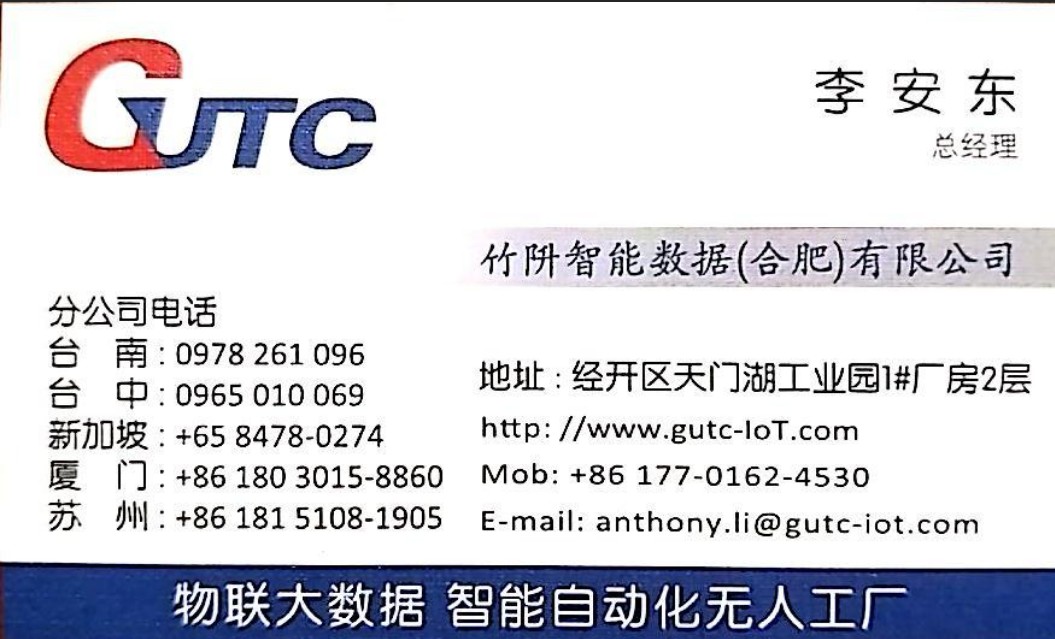 GUTC
李安东
总经理
竹阩智能数据(合肥)有限公司
分公司电话
台 南 : 0978 261 096
台 中 : 0965 010 069
新加坡 : +65 8478-0274
厦 门 : +86 180 3015-8860
苏 州 : +86 181 5108-1905
地址 : 经开区天门湖工业园1#厂房2层
http: //www.gutc-IoT.com
Mob: +86 177-0162-4530
E-mail: anthony.li@gutc-iot.com
物联大数据 智能自动化无人工厂